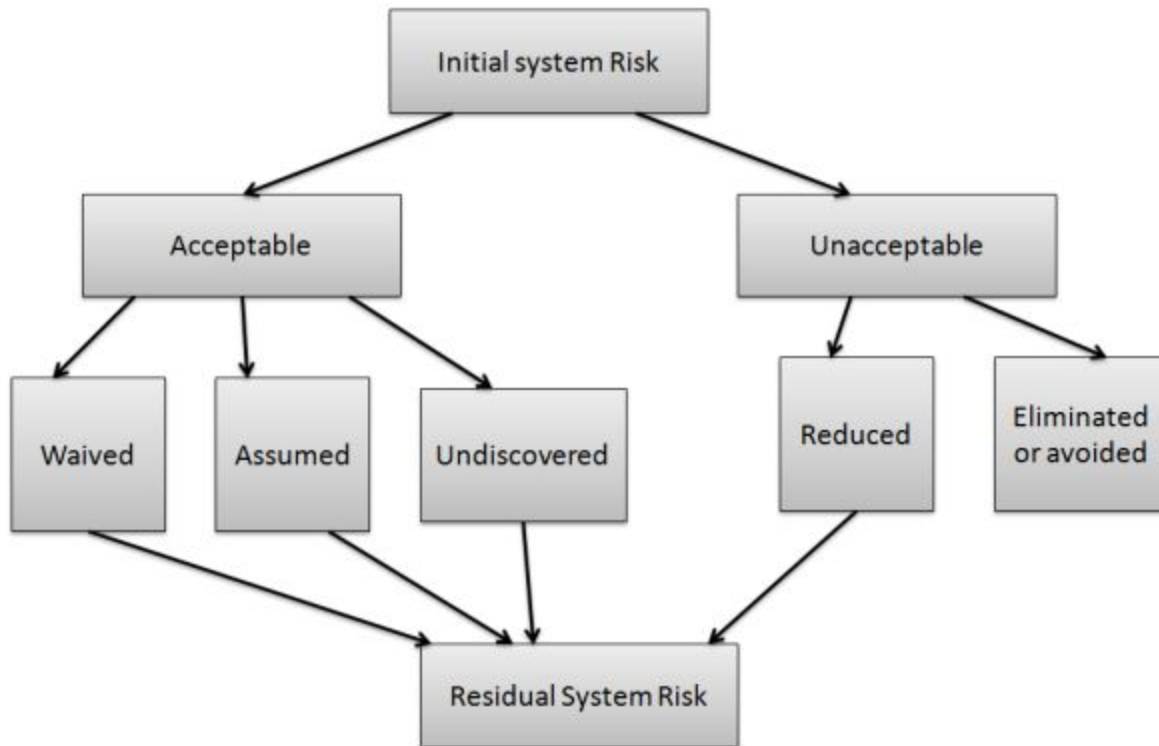 Initial system Risk
Acceptable
Unacceptable
Waived
Assumed
Undiscovered
Reduced
Eliminated
or avoided
Residual System Risk